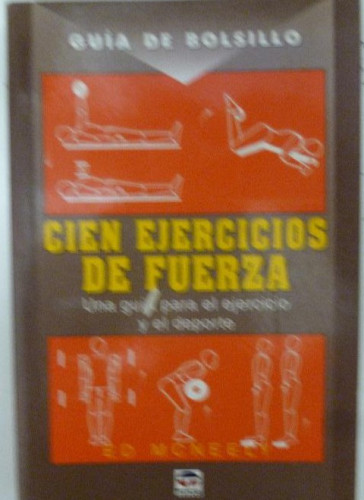 GUÍA DE BOLSILLO
CIEN EJERCICIOS
DE FUERZA
Una guía para el ejercicio
y el deporte
ED MCNEELY